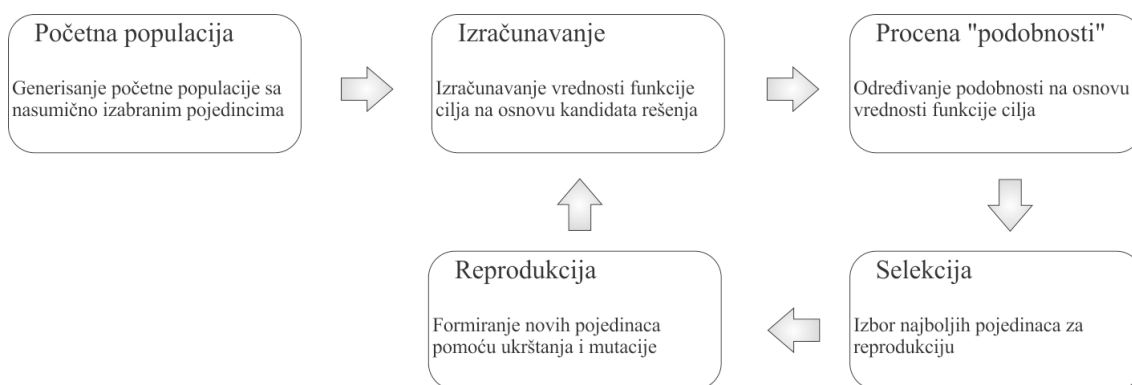 Početna populacija
Generisanje početne populacije sa
nasumično izabranim pojedincima
Izračunavanje
Izračunavanje vrednosti funkcije
cilja na osnovu kandidata rešenja
Procena "podobnosti"
Određivanje podobnosti na osnovu
vrednosti funkcije cilja
Selekcija
Izbor najboljih pojedinaca za
reprodukciju
Reprodukcija
Formiranje novih pojedinaca
pomoću ukrštanja i mutacije